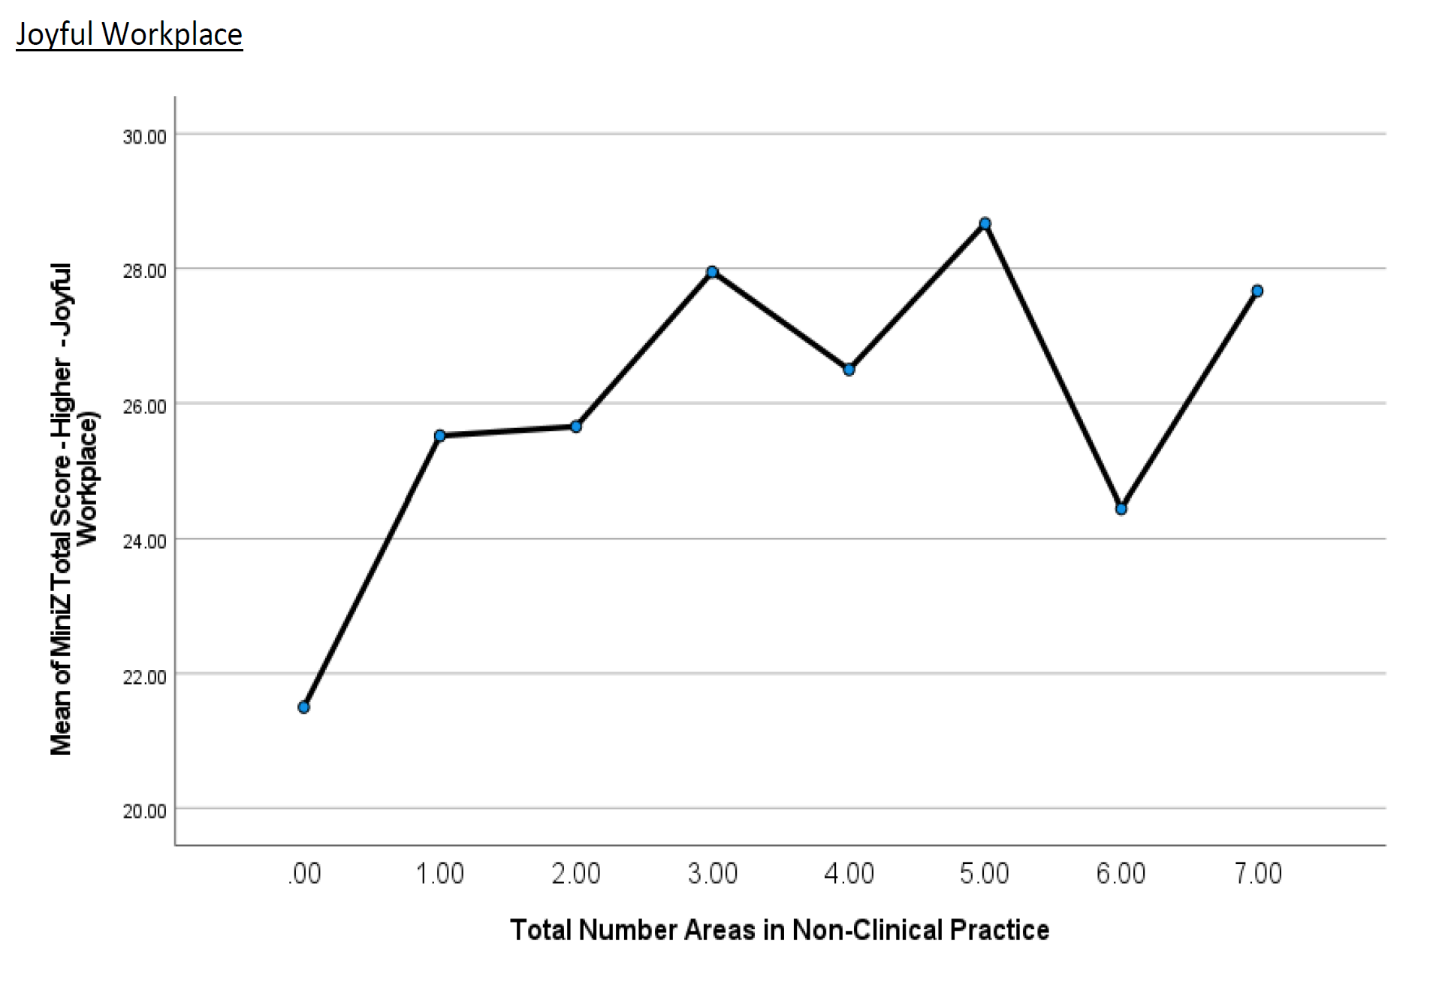 Joyful Workplace
30.00
28.00
26.00
24.00
22.00
20.00
Mean of MiniZ Total Score - Higher -Joyful
Workplace)
.00 1.00 2.00 3.00 4.00 5.00 6.00 7.00
Total Number Areas in Non-Clinical Practice